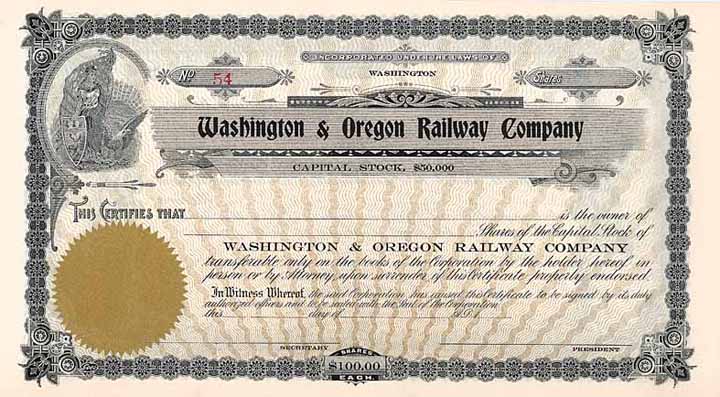 INCORPORATED UNDER THE LAWS OF
No 54 WASHINGTON Shares
Washington & Oregon Railway Company
CAPITAL STOCK, $50,000
THIS CERTIFIES THAT is the owner of
Shares of the Capital Stock of
WASHINGTON & OREGON RAILWAY COMPANY
transferable only on the books of the Corporation by the holder hereof in
person or by Attorney, upon surrender of this Certificate properly endorsed.
In Witness Whereof, the said Corporation has caused this Certificate to be signed by its duly
authorized officers and to be sealed with the Seal of the Corporation
this day of A.D.
SECRETARY PRESIDENT
SHARES
$100.00
EACH.